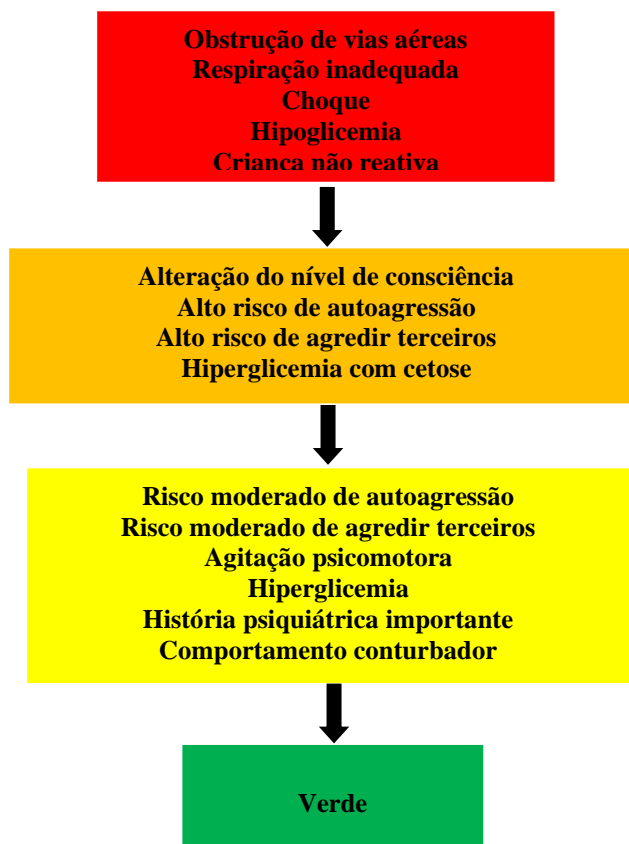 Obstrução de vias aéreas
Respiração inadequada
Choque
Hipoglicemia
Criança não reativa
Alteração do nível de consciência
Alto risco de autoagressão
Alto risco de agredir terceiros
Hiperglicemia com cetose
Risco moderado de autoagressão
Risco moderado de agredir terceiros
Agitação psicomotora
Hiperglicemia
História psiquiátrica importante
Comportamento conturbador
Verde